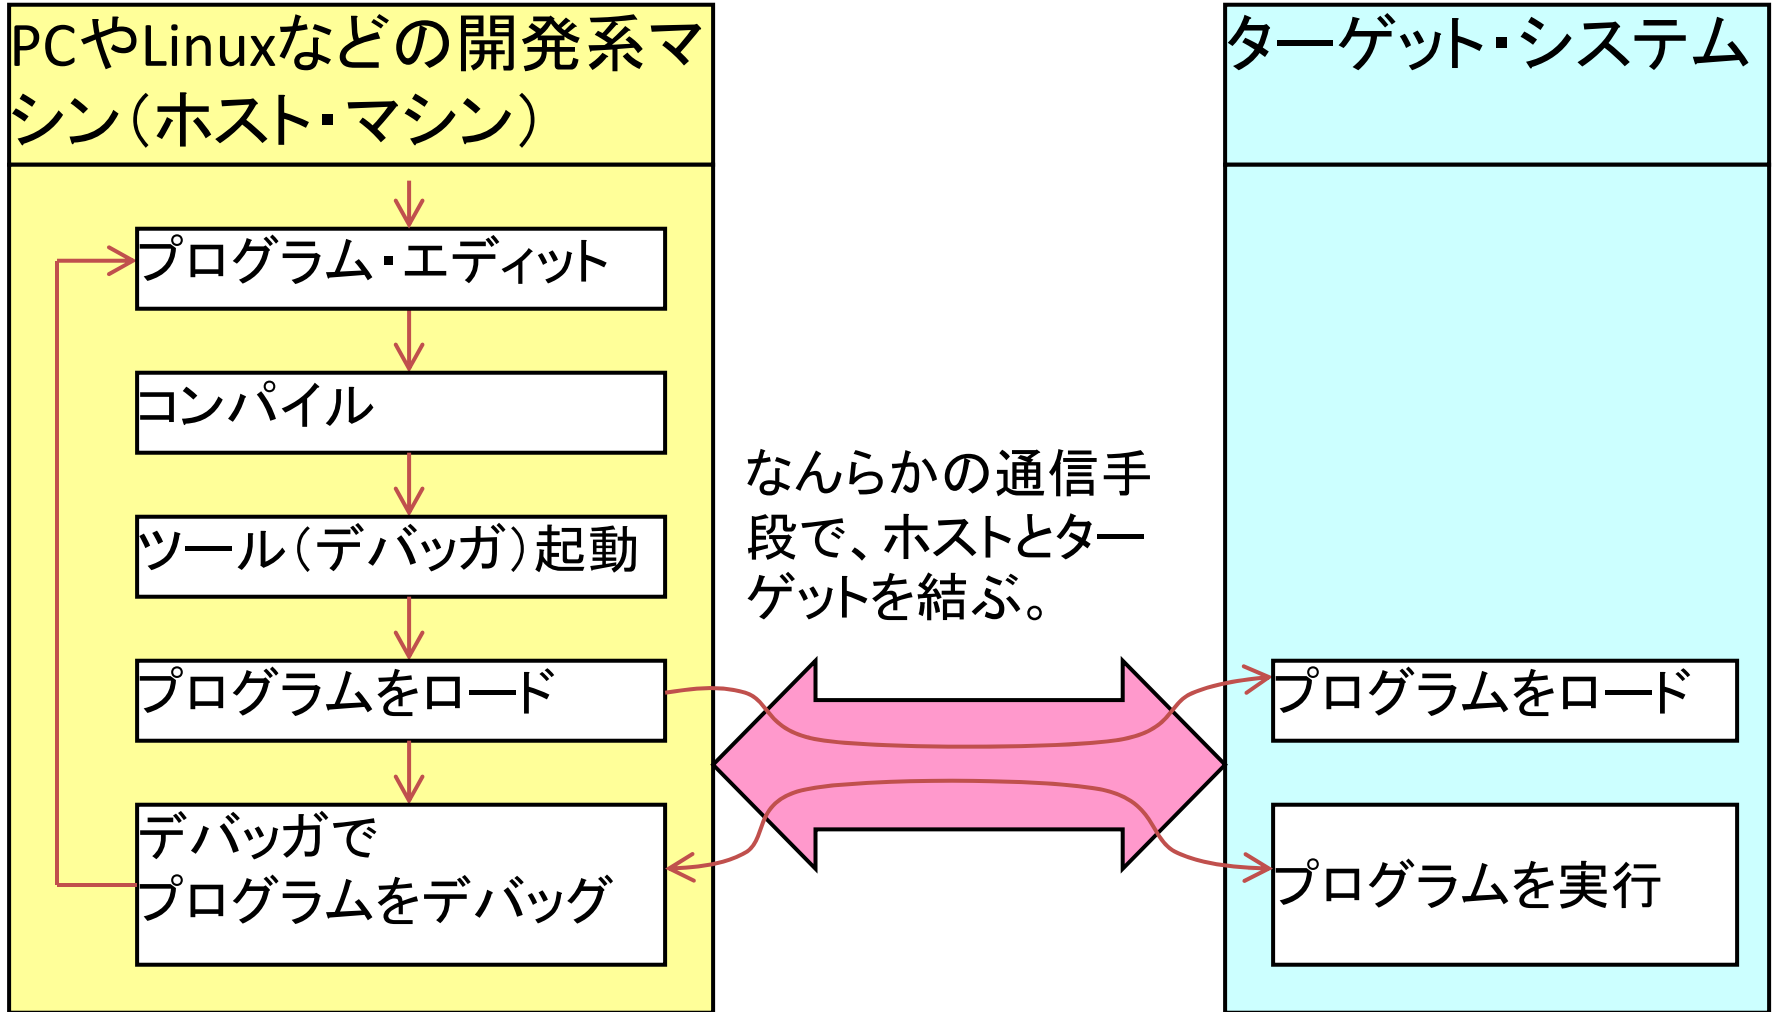 PCやLinuxなどの開発系マ
シン（ホスト・マシン）
ターゲット・システム
プログラム・エディット
コンパイル
ツール（デバッガ）起動
プログラムをロード
デバッガで
プログラムをデバッグ
なんらかの通信手
段で、ホストとター
ゲットを結ぶ。
プログラムをロード
プログラムを実行